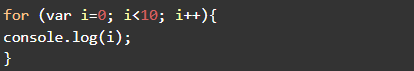 for (var i=0; i<10; i++){
console.log(i);
}